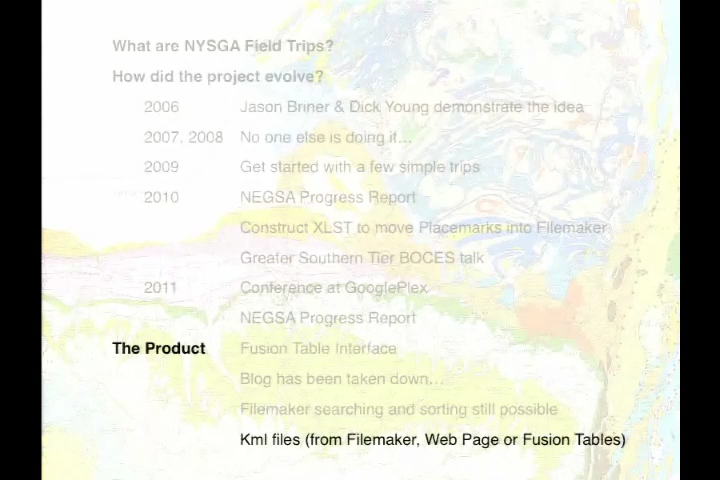 What are NYSGA Field Trips?
How did the project evolve?
2006 Jason Briner & Dick Young demonstrate the idea
2007, 2008 No one else is doing it...
2009 Get started with a few simple trips
2010 NEGSA Progress Report
Construct XLST to move Placemarks into Filemaker
Greater Southern Tier BOCES talk
2011 Conference at GooglePlex
NEGSA Progress Report
The Product Fusion Table Interface
Blog has been taken down...
Filemaker searching and sorting still possible
Kml files (from Filemaker, Web Page or Fusion Tables)